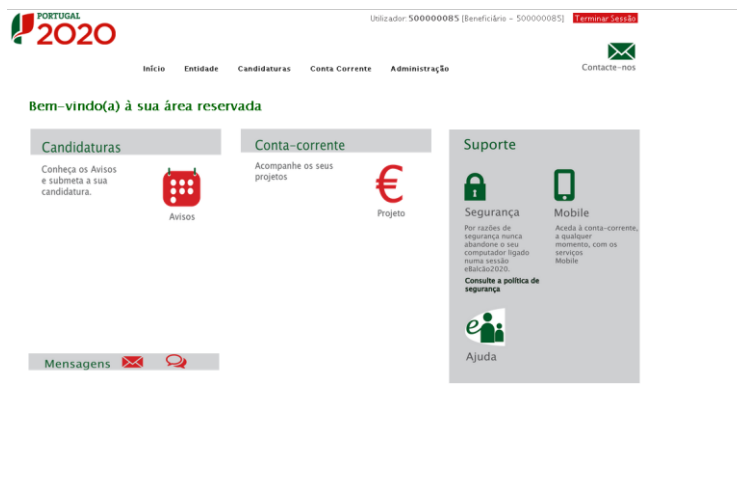 PORTUGAL
2020
Utilizador: 500000085 [Beneficiário - 500000085] Terminar Sessão
Contacte-nos
Início Entidade Candidaturas Conta Corrente Administração
Bem-vindo(a) à sua área reservada
Candidaturas
Conheça os Avisos
e submeta a sua
candidatura.
Avisos
Conta-corrente
Acompanhe os seus
projetos
€
Projeto
Suporte
Segurança
Por razões de
segurança nunca
abandone o seu
computador ligado
numa sessão
eBalcão2020.
Consulte a política de
segurança
Mobile
Aceda à conta-corrente,
a qualquer
momento, com os
serviços
Mobile
e
Ajuda
Mensagens